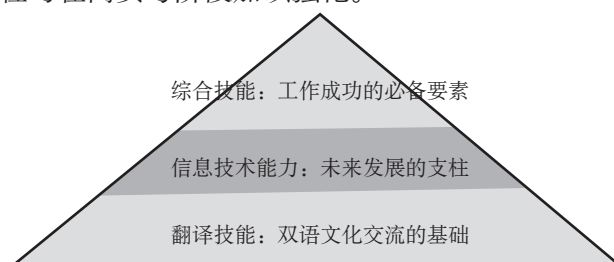 综合技能：工作成功的必备要素
信息技术能力：未来发展的支柱
翻译技能：双语文化交流的基础